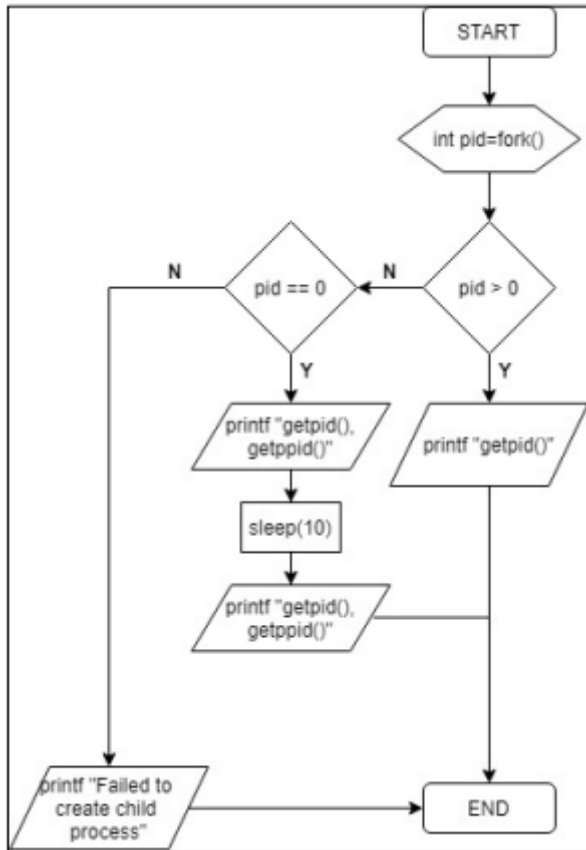 START
int pid=fork()
pid > 0
N
pid == 0
N
Y
Y
printf "getpid(),
getppid()"
printf "getpid()"
sleep(10)
printf "getpid(),
getppid()"
printf "Failed to
create child
process"
END